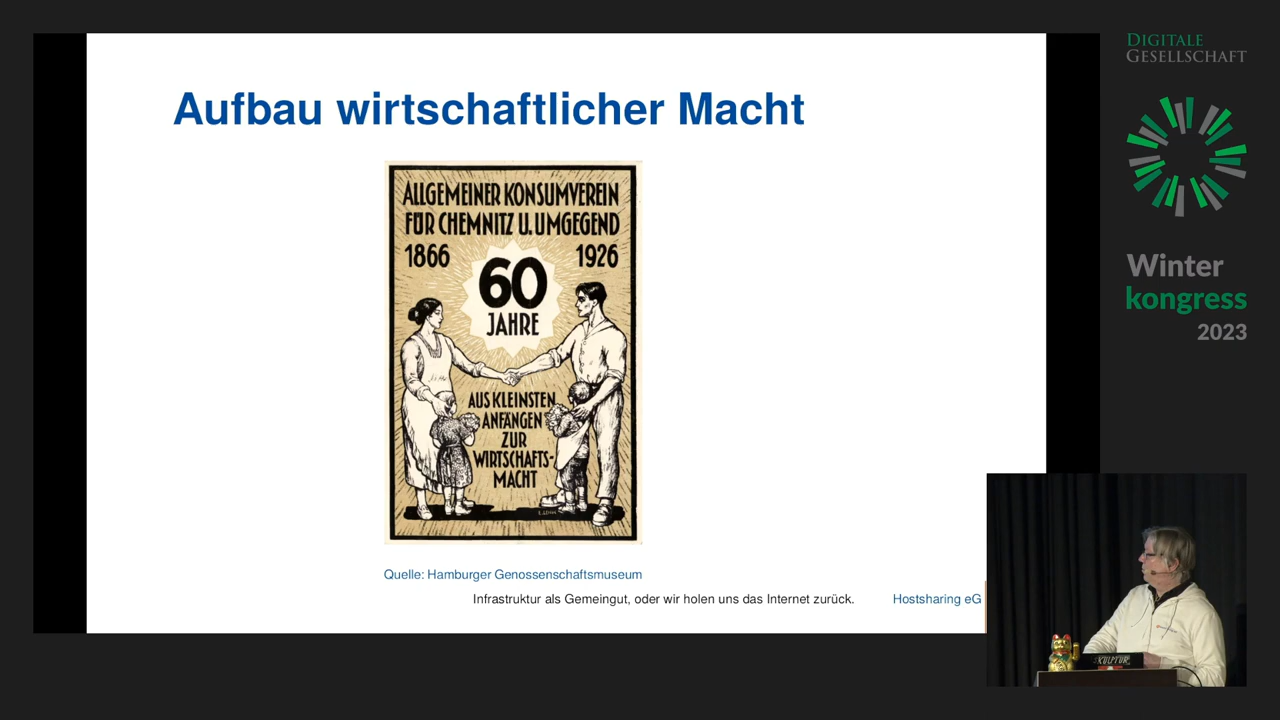 Aufbau wirtschaftlicher Macht
ALLGEMEINER KONSUMVEREIN
FÜR CHEMNITZ U. UMGEGEND
1866 1926
60
JAHRE
AUS KLEINSTEN
ANFÄNGEN
ZUR
WIRTSCHAFTS-
MACHT
Quelle: Hamburger Genossenschaftsmuseum
Infrastruktur als Gemeingut, oder wir holen uns das Internet zurück.
Hostsharing eG
DIGITALE
GESELLSCHAFT
Winter
kongress
2023